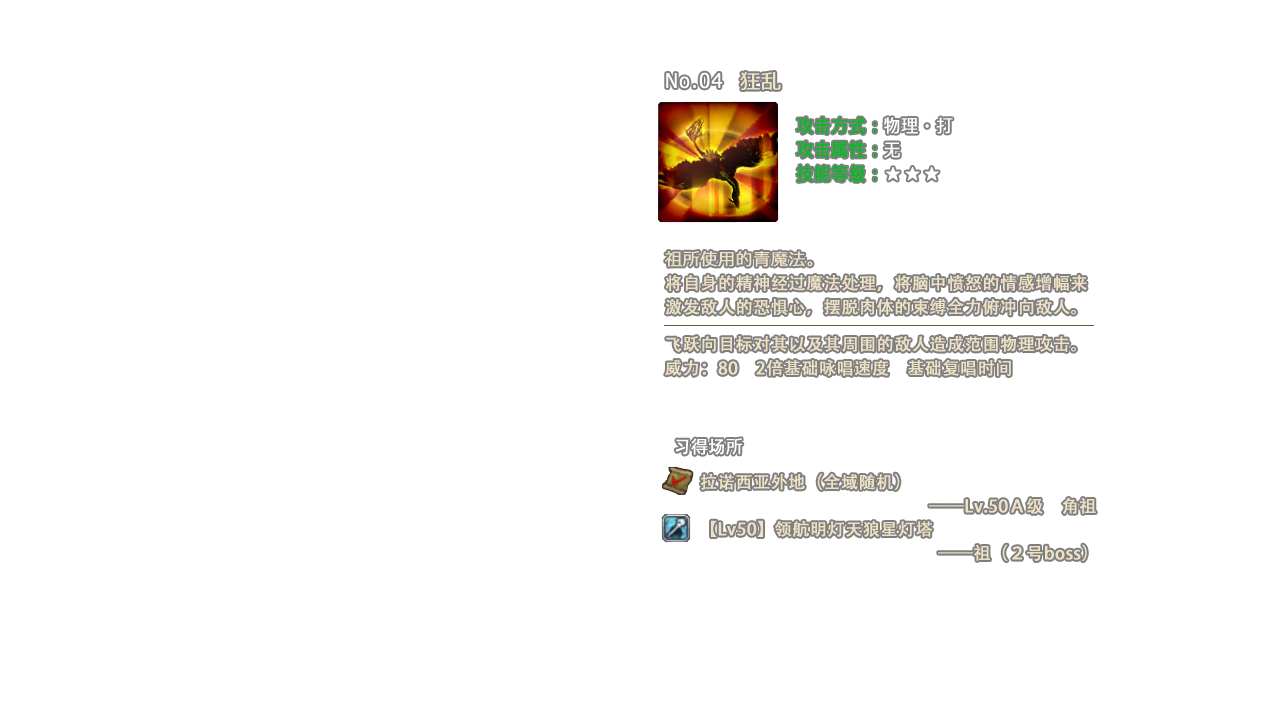 No.04 狂乱
攻击方式：物理·打
攻击属性：无
技能等级：★★★
祖所使用的青魔法。
将自身的精神经过魔法处理，将脑中愤怒的情感增幅来
激发敌人的恐惧心，摆脱肉体的束缚全力俯冲向敌人。
飞跃向目标对其以及其周围的敌人造成范围物理攻击。
威力：80　2倍基础咏唱速度　基础复唱时间
习得场所
拉诺西亚外地（全域随机）
——Lv.50A级　角祖
【Lv50】领航明灯天狼星灯塔
——祖（２号boss）